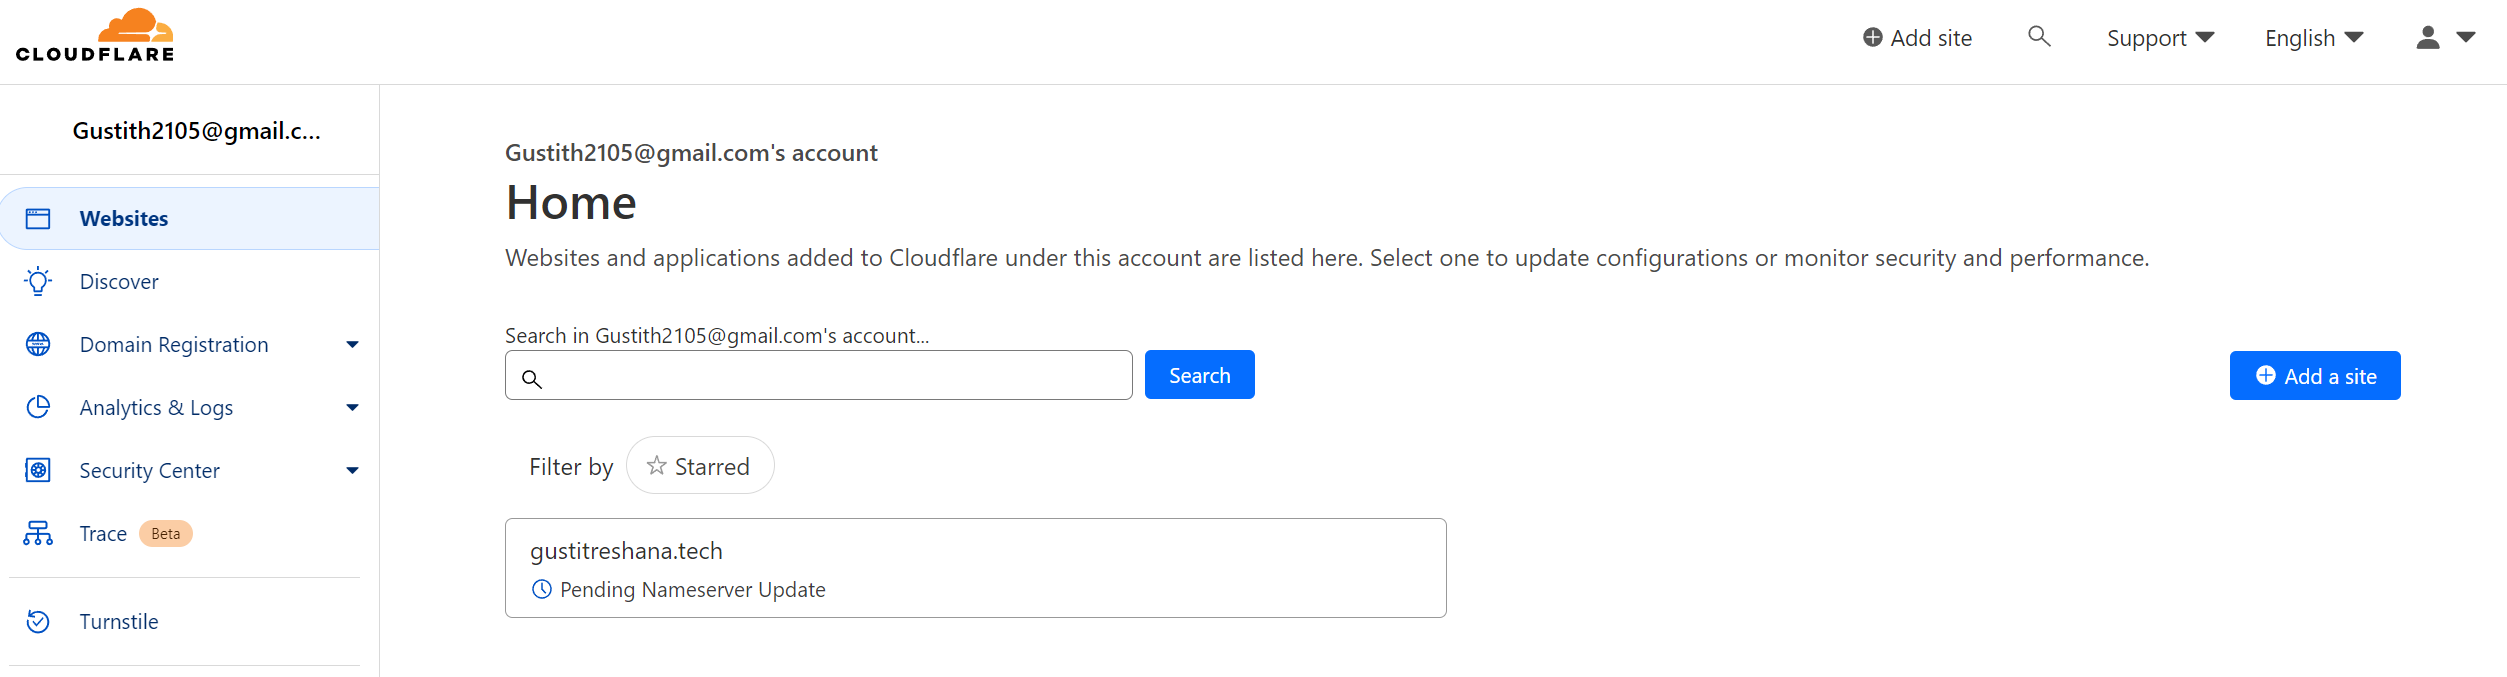 CLOUDFLARE
Add site
Support
English
Gustith2105@gmail.c...
Websites
Discover
Domain Registration
Analytics & Logs
Security Center
Trace Beta
Turnstile
Gustith2105@gmail.com's account
Home
Websites and applications added to Cloudflare under this account are listed here. Select one to update configurations or monitor security and performance.
Search in Gustith2105@gmail.com's account...
Search
Add a site
Filter by Starred
gustitreshana.tech
Pending Nameserver Update